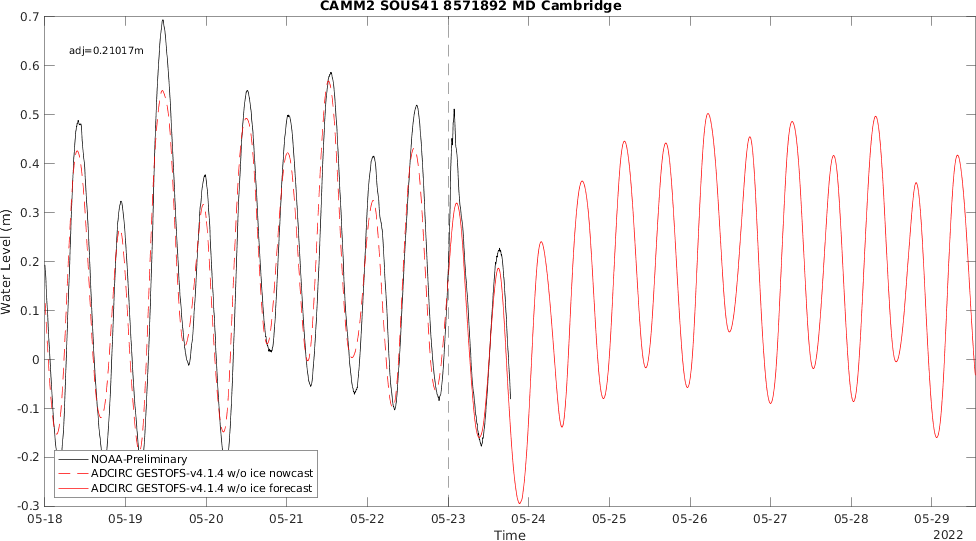 CAMM2 SOUS41 8571892 MD Cambridge
0.7
adj=0.21017m
0.6
0.5
0.4
0.3
0.2
0.1
0
-0.1
-0.2
-0.3
Water Level (m)
NOAA-Preliminary
ADCIRC GESTOFS-v4.1.4 w/o ice nowcast
ADCIRC GESTOFS-v4.1.4 w/o ice forecast
05-18 05-19 05-20 05-21 05-22 05-23 05-24 05-25 05-26 05-27 05-28 05-29
Time
2022